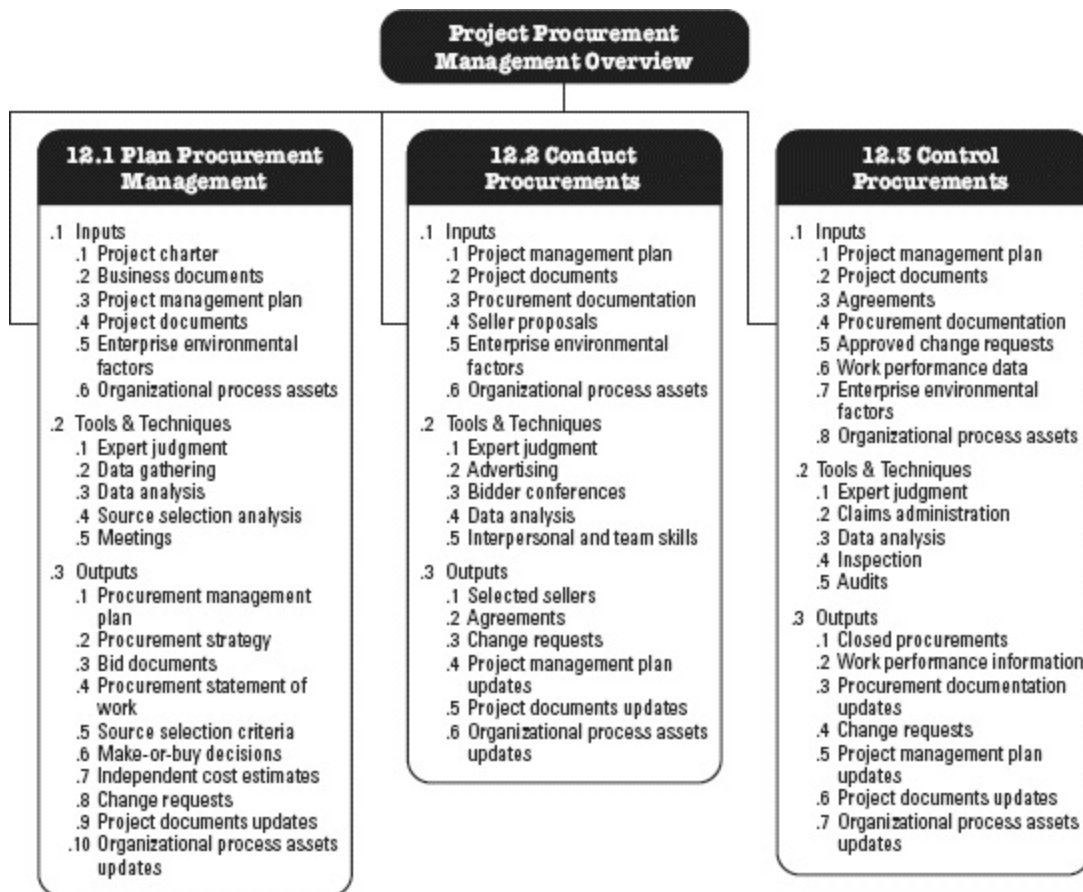 Project Procurement
Management Overview
12.1 Plan Procurement
Management
.1 Inputs
.1 Project charter
.2 Business documents
.3 Project management plan
.4 Project documents
.5 Enterprise environmental
factors
.6 Organizational process assets
.2 Tools & Techniques
.1 Expert judgment
.2 Data gathering
.3 Data analysis
.4 Source selection analysis
.5 Meetings
.3 Outputs
.1 Procurement management
plan
.2 Procurement strategy
.3 Bid documents
.4 Procurement statement of
work
.5 Source selection criteria
.6 Make-or-buy decisions
.7 Independent cost estimates
.8 Change requests
.9 Project documents updates
.10 Organizational process assets
updates
12.2 Conduct
Procurements
.1 Inputs
.1 Project management plan
.2 Project documents
.3 Procurement documentation
.4 Seller proposals
.5 Enterprise environmental
factors
.6 Organizational process assets
.2 Tools & Techniques
.1 Expert judgment
.2 Advertising
.3 Bidder conferences
.4 Data analysis
.5 Interpersonal and team skills
.3 Outputs
.1 Selected sellers
.2 Agreements
.3 Change requests
.4 Project management plan
updates
.5 Project documents updates
.6 Organizational process assets
updates
12.3 Control
Procurements
.1 Inputs
.1 Project management plan
.2 Project documents
.3 Agreements
.4 Procurement documentation
.5 Approved change requests
.6 Work performance data
.7 Enterprise environmental
factors
.8 Organizational process assets
.2 Tools & Techniques
.1 Expert judgment
.2 Claims administration
.3 Data analysis
.4 Inspection
.5 Audits
.3 Outputs
.1 Closed procurements
.2 Work performance information
.3 Procurement documentation
updates
.4 Change requests
.5 Project management plan
updates
.6 Project documents updates
.7 Organizational process assets
updates